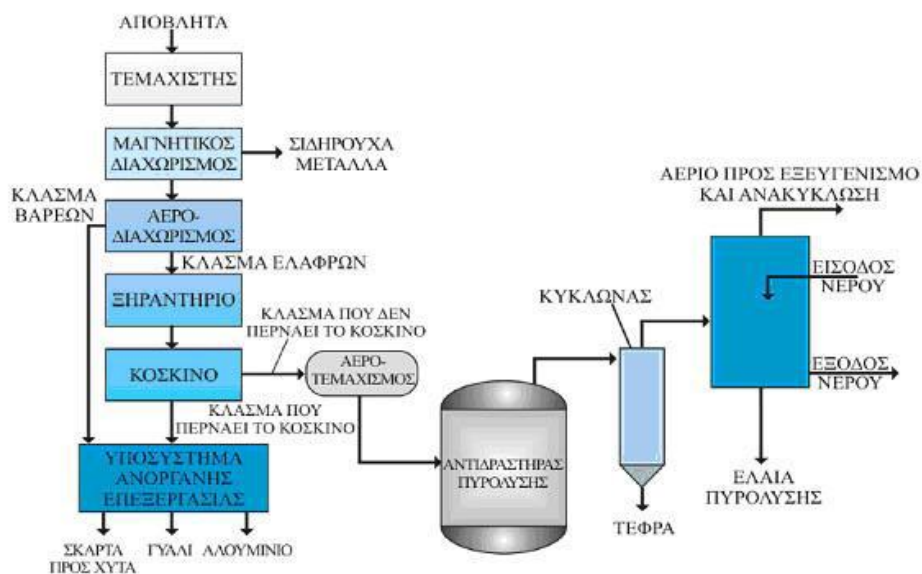 ΑΠΟΒΛΗΤΑ
ΤΕΜΑΧΙΣΤΗΣ
ΜΑΓΝΗΤΙΚΟΣ
ΔΙΑΧΩΡΙΣΜΟΣ
ΣΙΔΗΡΟΥΧΑ
ΜΕΤΑΛΛΑ
ΚΛΑΣΜΑ
ΒΑΡΕΩΝ
ΑΕΡΟ-
ΔΙΑΧΩΡΙΣΜΟΣ
ΚΛΑΣΜΑ ΕΛΑΦΡΩΝ
ΞΗΡΑΝΤΗΡΙΟ
ΚΛΑΣΜΑ ΠΟΥ ΔΕΝ
ΠΕΡΝΑΕΙ ΤΟ ΚΟΣΚΙΝΟ
ΚΟΣΚΙΝΟ
ΑΕΡΟ-
ΤΕΜΑΧΙΣΜΟΣ
ΚΛΑΣΜΑ ΠΟΥ
ΠΕΡΝΑΕΙ ΤΟ ΚΟΣΚΙΝΟ
ΥΠΟΣΥΣΤΗΜΑ
ΑΝΟΡΓΑΝΗΣ
ΕΠΕΞΕΡΓΑΣΙΑΣ
ΣΚΑΡΤΑ
ΠΡΟΣ ΧΥΤΑ
ΓΥΑΛΙ
ΑΛΟΥΜΙΝΙΟ
ΑΝΤΙΔΡΑΣΤΗΡΑΣ
ΠΥΡΟΛΥΣΗΣ
ΚΥΚΛΩΝΑΣ
ΤΕΦΡΑ
ΑΕΡΙΟ ΠΡΟΣ ΕΞΕΥΓΕΝΙΣΜΟ
ΚΑΙ ΑΝΑΚΥΚΛΩΣΗ
ΕΙΣΟΔΟΣ
ΝΕΡΟΥ
ΕΞΟΔΟΣ
ΝΕΡΟΥ
ΕΛΑΙΑ
ΠΥΡΟΛΥΣΗΣ